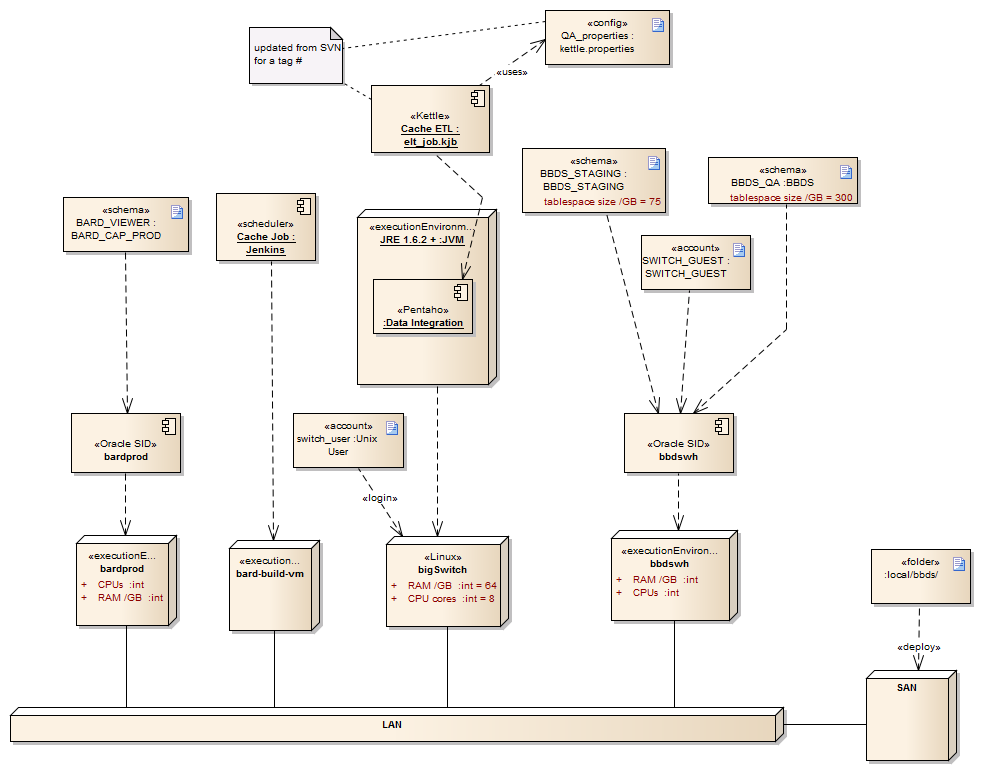 «config»
QA_properties :
kettle.properties
updated from SVN
for a tag #
«uses»
«Kettle»
Cache ETL :
elt_job.kjb
«schema»
BBDS_STAGING :
BBDS_STAGING
tablespace size /GB = 75
«schema»
BBDS_QA :BBDS
tablespace size /GB = 300
«schema»
BARD_VIEWER :
BARD_CAP_PROD
«scheduler»
Cache Job :
Jenkins
«executionEnvironm...
JRE 1.6.2 + :JVM
«account»
SWITCH_GUEST :
SWITCH_GUEST
«Pentaho»
:Data Integration
«Oracle SID»
bardprod
«account»
switch_user :Unix
User
«Oracle SID»
bbdswh
«login»
«executionE...
bardprod
+ CPUs :int
+ RAM /GB :int
«execution...
bard-build-vm
«Linux»
bigSwitch
+ RAM /GB :int = 64
+ CPU cores :int = 8
«executionEnviron...
bbdswh
+ RAM /GB :int
+ CPUs :int
«folder»
:local/bbds/
«deploy»
SAN
LAN